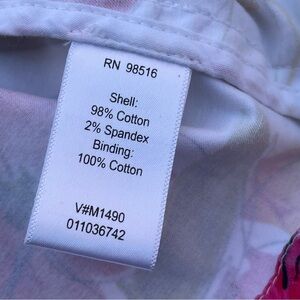 RN 98516
Shell:
98% Cotton
2% Spandex
Binding:
100% Cotton
V#M1490
011036742